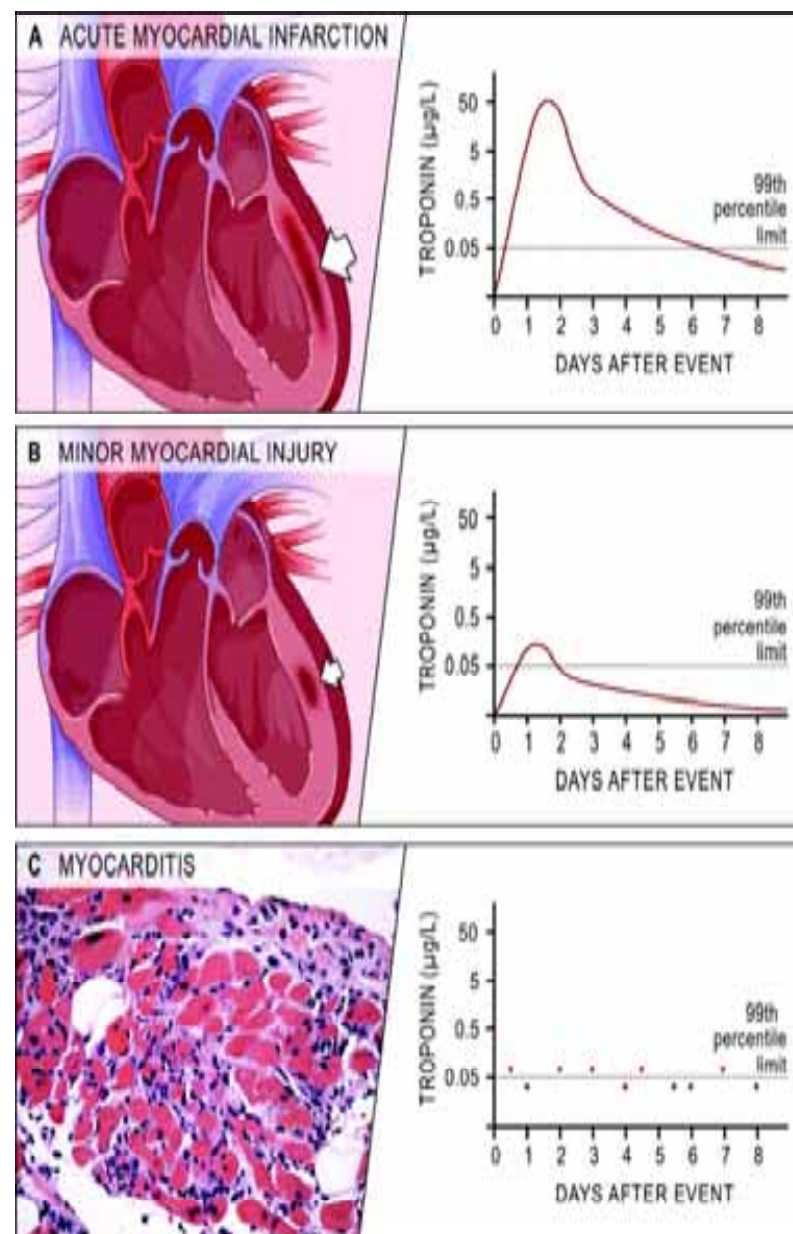 A ACUTE MYOCARDIAL INFARCTION
TROPONIN (µg/L)
50
5
0.5
0.05
99th
percentile
limit
0 1 2 3 4 5 6 7 8
DAYS AFTER EVENT
B MINOR MYOCARDIAL INJURY
TROPONIN (µg/L)
50
5
0.5
0.05
99th
percentile
limit
0 1 2 3 4 5 6 7 8
DAYS AFTER EVENT
C MYOCARDITIS
TROPONIN (µg/L)
50
5
0.5
0.05
99th
percentile
limit
0 1 2 3 4 5 6 7 8
DAYS AFTER EVENT